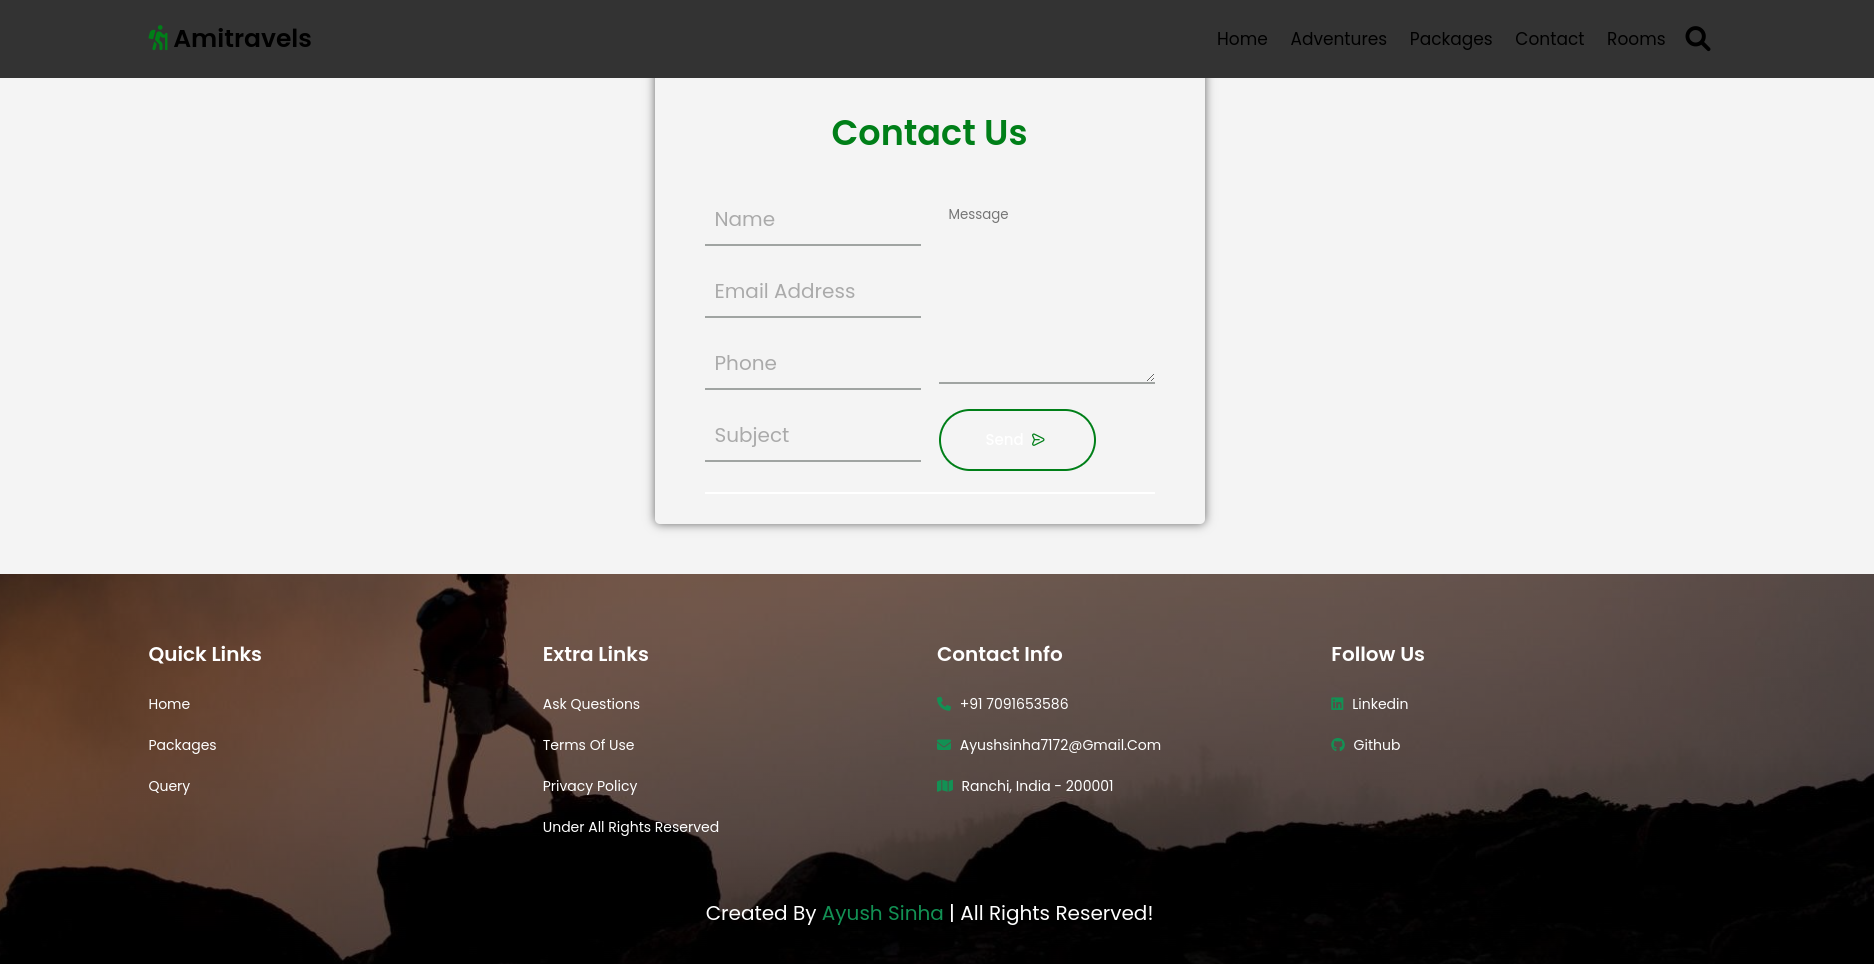 Amitravels
Home Adventures Packages Contact Rooms
Contact Us
Name
Message
Email Address
Phone
Subject
Send
Quick Links
Home
Packages
Query
Extra Links
Ask Questions
Terms Of Use
Privacy Policy
Under All Rights Reserved
Contact Info
+91 7091653586
Ayushsinha7172@Gmail.Com
Ranchi, India - 200001
Follow Us
Linkedin
Github
Created By Ayush Sinha | All Rights Reserved!